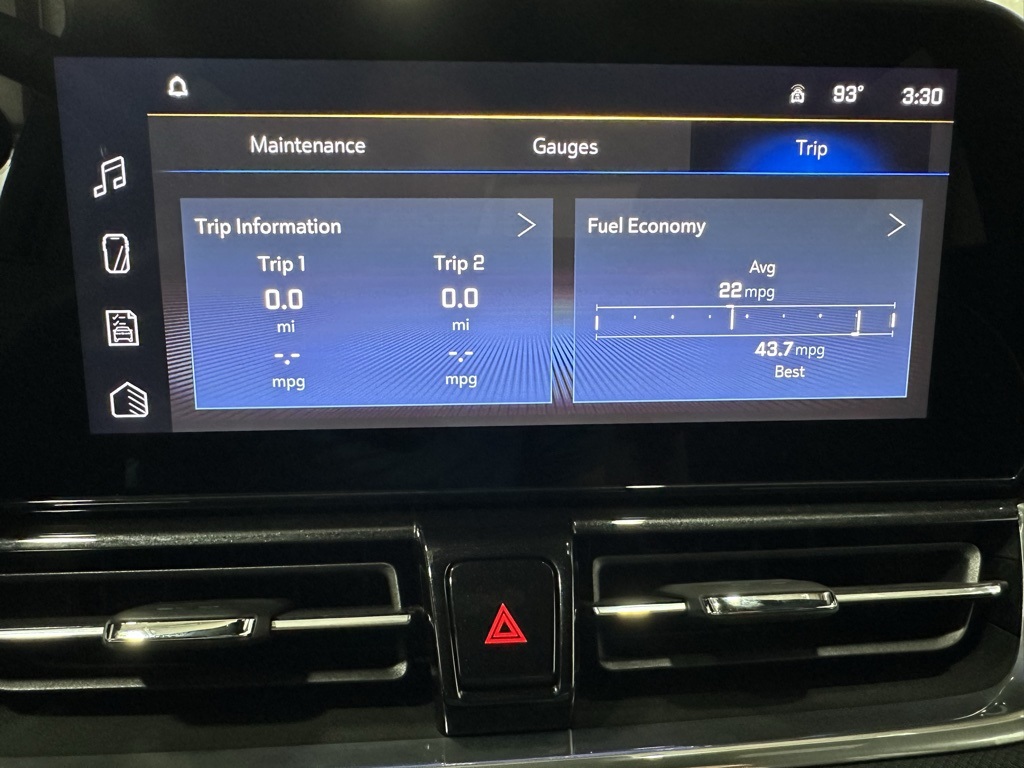 93° 3:30
Maintenance Gauges Trip
Trip Information
Trip 1 Trip 2
0.0 0.0
mi mi
-.- -.-
mpg mpg
Fuel Economy
Avg
22 mpg
43.7 mpg
Best